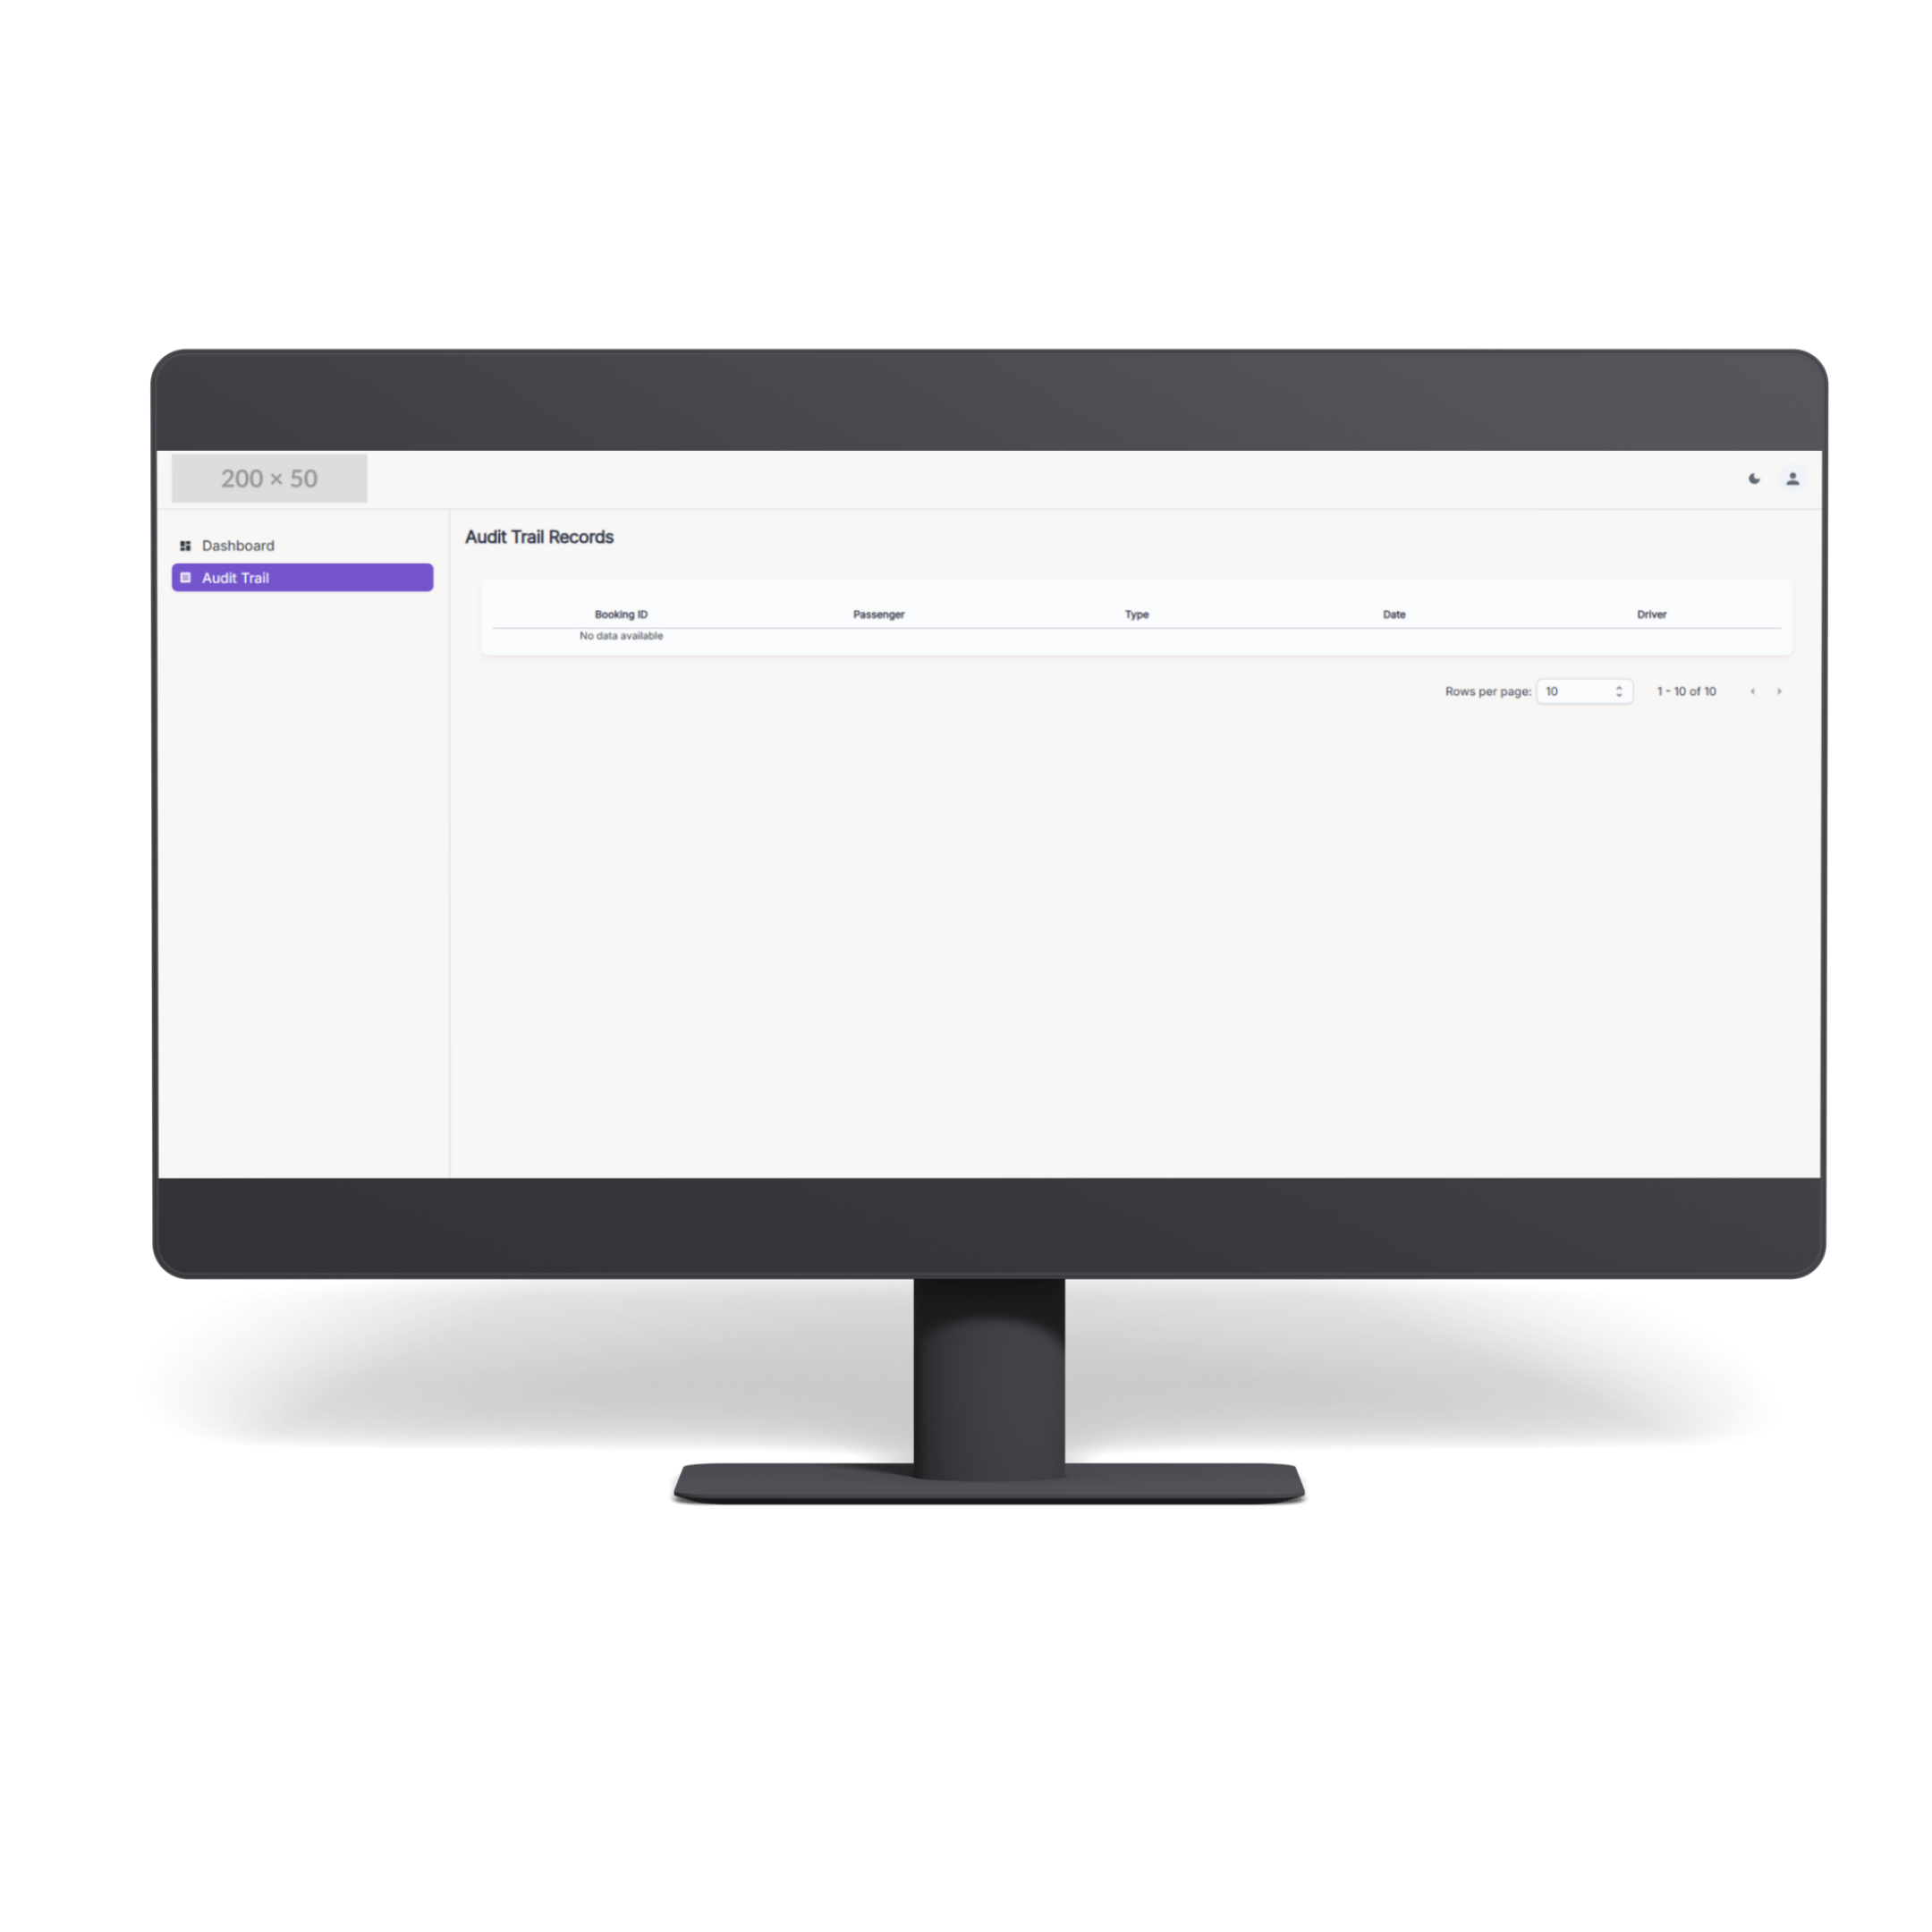 200 × 50
Dashboard
Audit Trail
Audit Trail Records
Booking ID Passenger Type Date Driver
No data available
Rows per page: 10 1 - 10 of 10